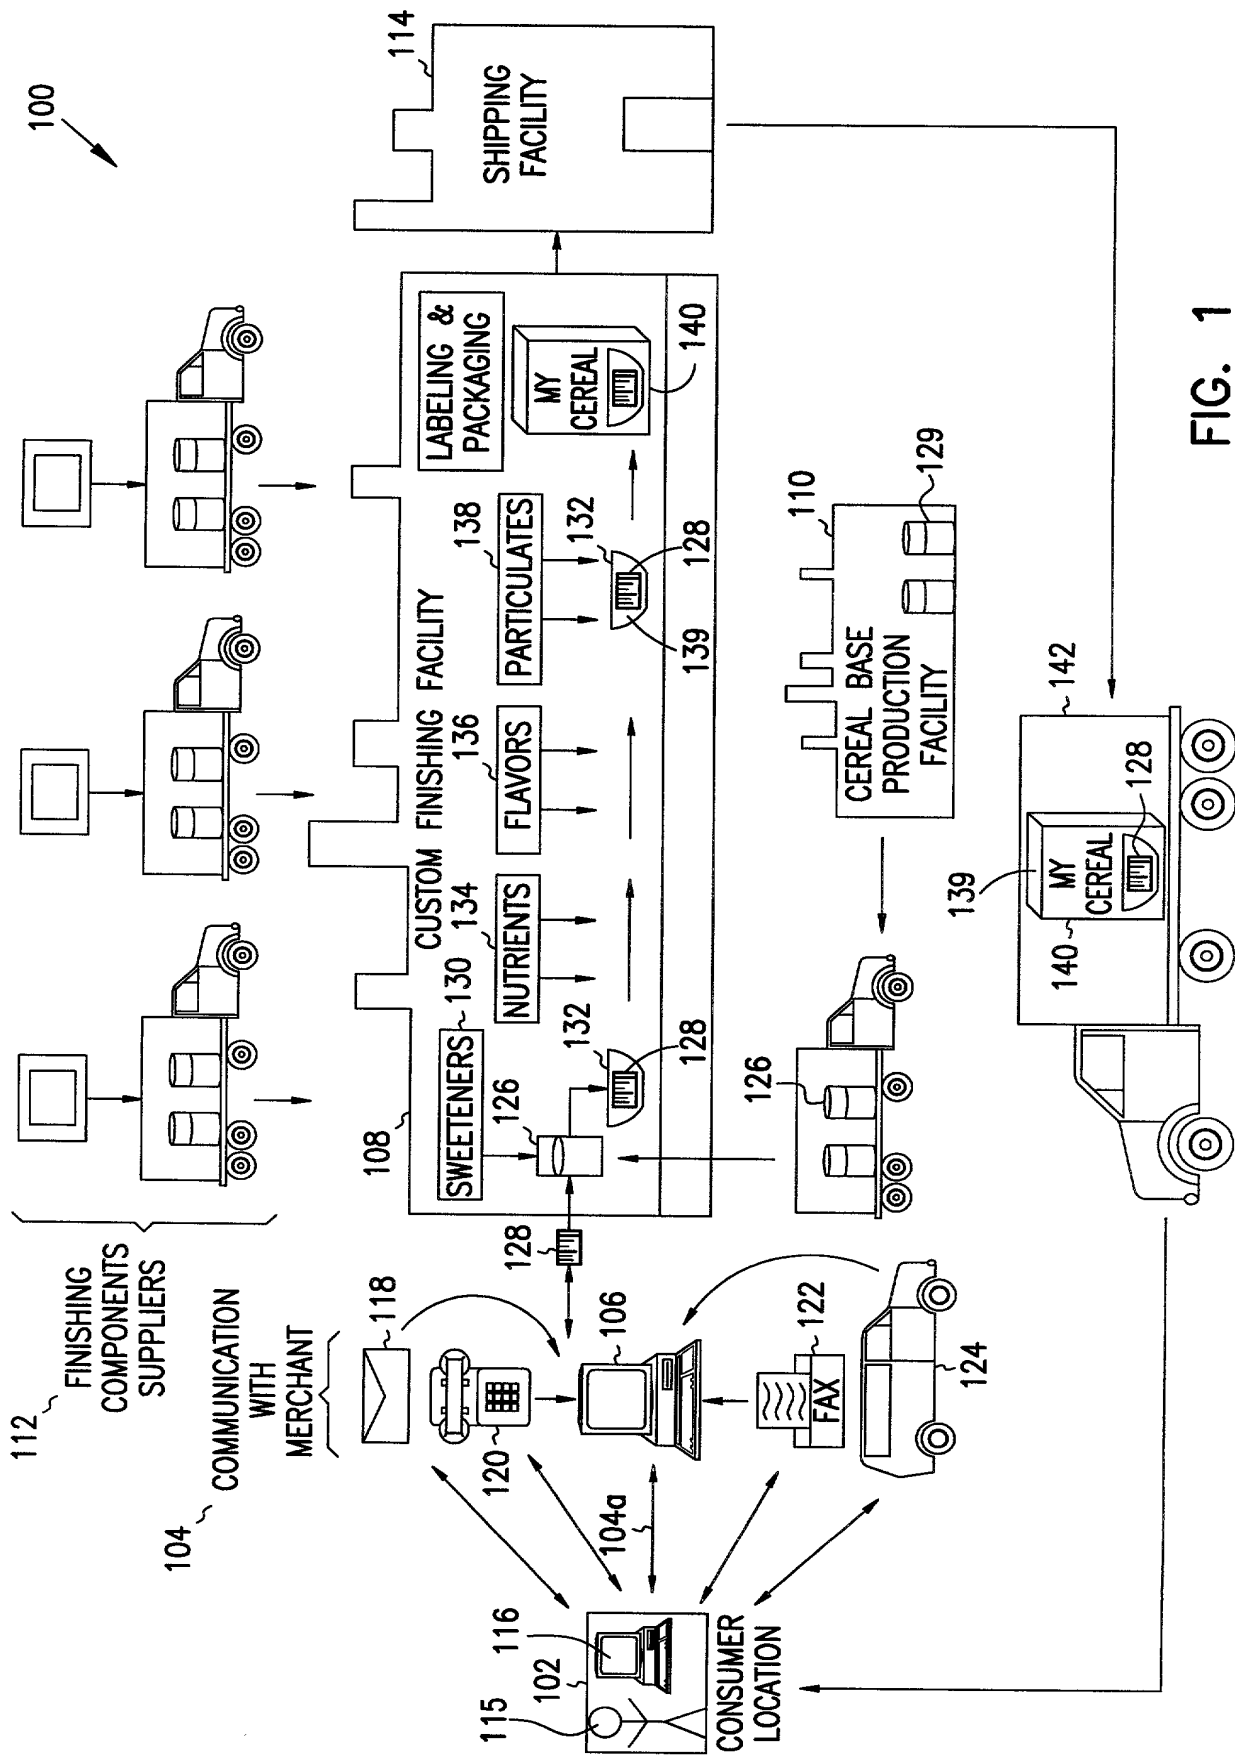 100
112
FINISHING
COMPONENTS
SUPPLIERS
104
COMMUNICATION
WITH
MERCHANT
118
120
106
122
FAX
124
104a
115
102
116
CONSUMER
LOCATION
128
108
CUSTOM FINISHING FACILITY
SWEETENERS
130
126
NUTRIENTS
134
FLAVORS
136
PARTICULATES
138
LABELING &
PACKAGING
132
128
132
128
139
MY
CEREAL
140
SHIPPING
FACILITY
114
126
CEREAL BASE
PRODUCTION
FACILITY
110
129
139
MY
CEREAL
140
128
142
FIG. 1